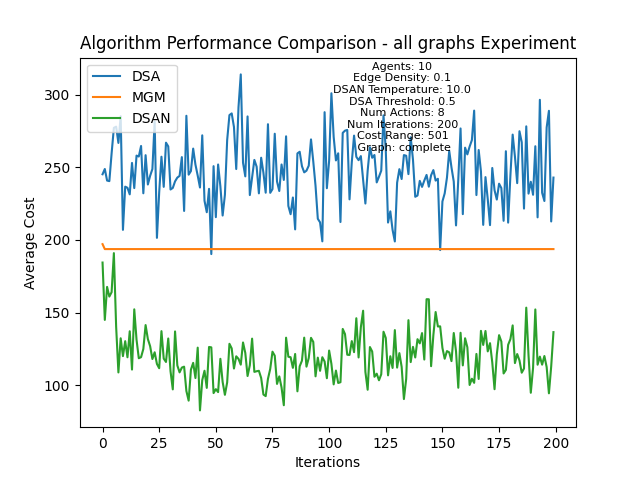 Algorithm Performance Comparison - all graphs Experiment
DSA
MGM
DSAN
Agents: 10
Edge Density: 0.1
DSAN Temperature: 10.0
DSA Threshold: 0.5
Num Actions: 8
Num Iterations: 200
Cost Range: 501
Graph: complete
Average Cost
300
250
200
150
100
0 25 50 75 100 125 150 175 200
Iterations